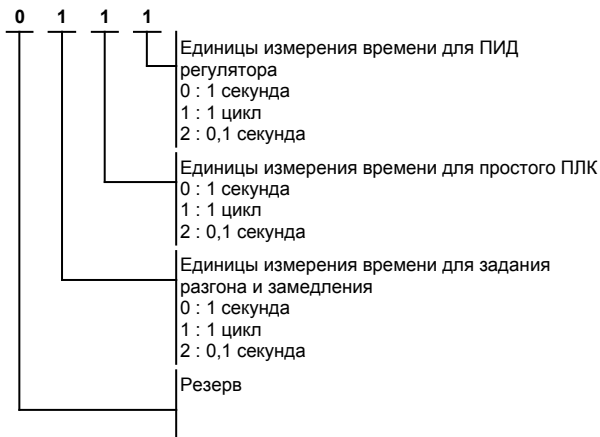 0 1 1 1
Единицы измерения времени для ПИД
регулятора
0 : 1 секунда
1 : 1 цикл
2 : 0,1 секунда
Единицы измерения времени для простого ПЛК
0 : 1 секунда
1 : 1 цикл
2 : 0,1 секунда
Единицы измерения времени для задания
разгона и замедления
0 : 1 секунда
1 : 1 цикл
2 : 0,1 секунда
Резерв